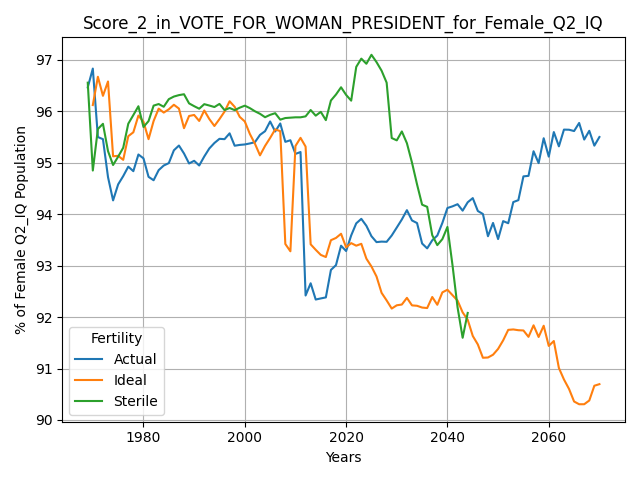 Score_2_in_VOTE_FOR_WOMAN_PRESIDENT_for_Female_Q2_IQ
% of Female Q2_IQ Population
97
96
95
94
93
92
91
90
Fertility
Actual
Ideal
Sterile
1980 2000 2020 2040 2060
Years